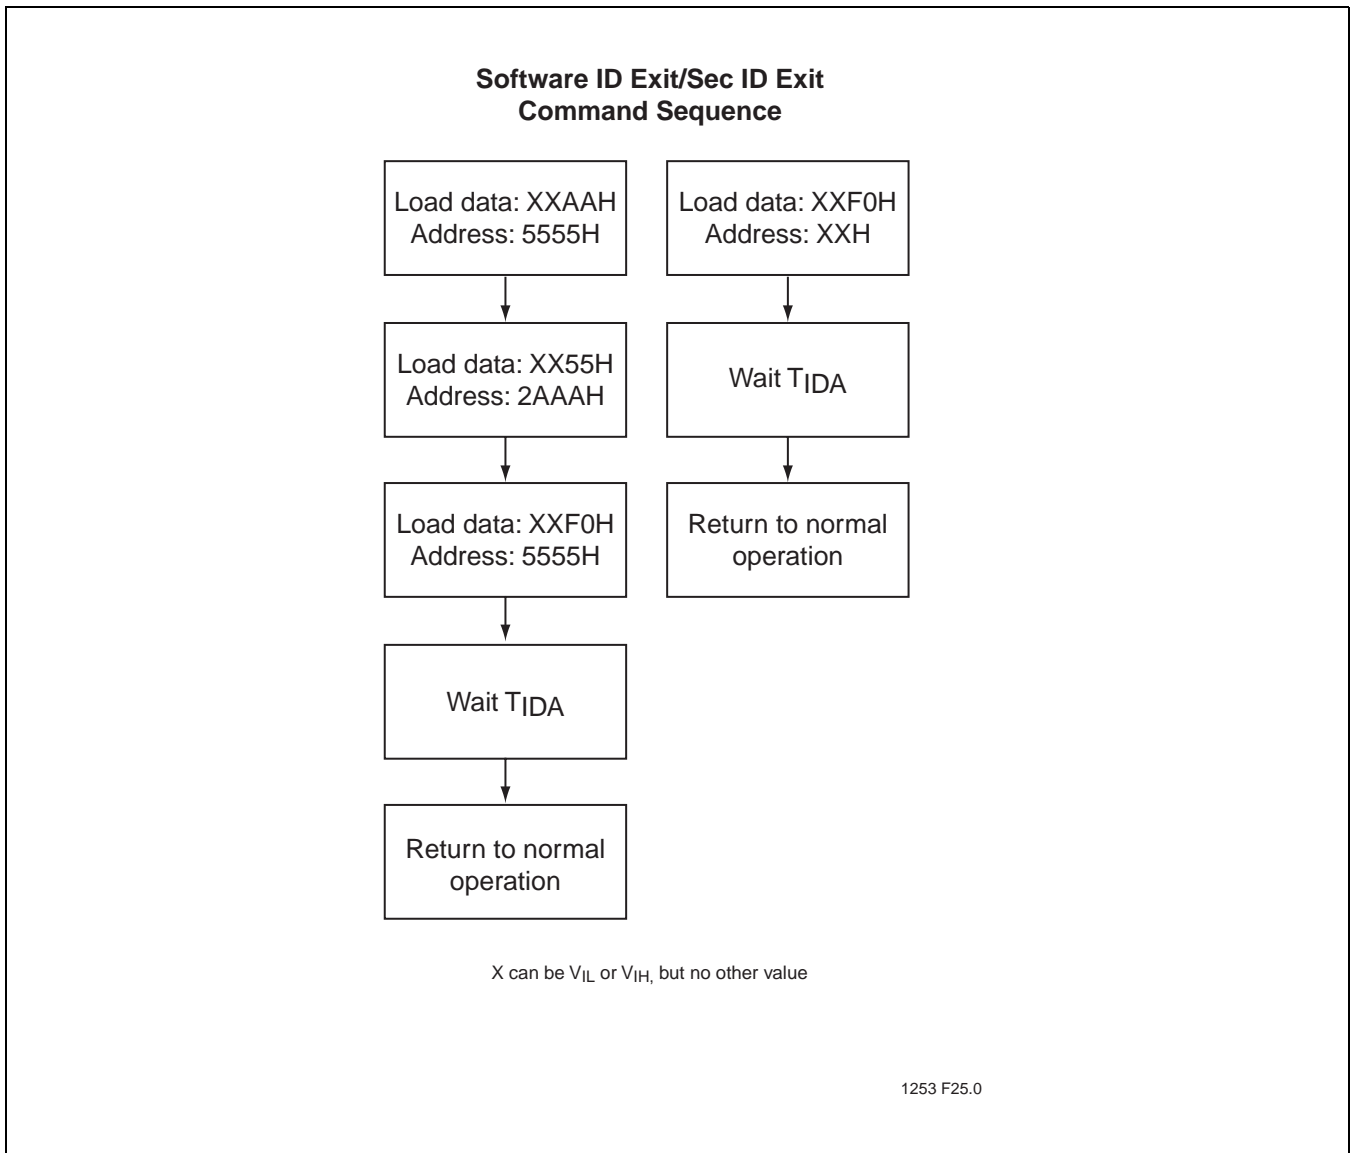 Software ID Exit/Sec ID Exit
Command Sequence
Load data: XXAAH
Address: 5555H
Load data: XX55H
Address: 2AAAH
Load data: XXF0H
Address: 5555H
Wait TIDA
Return to normal
operation
Load data: XXF0H
Address: XXH
Wait TIDA
Return to normal
operation
X can be VIL or VIH, but no other value
1253 F25.0